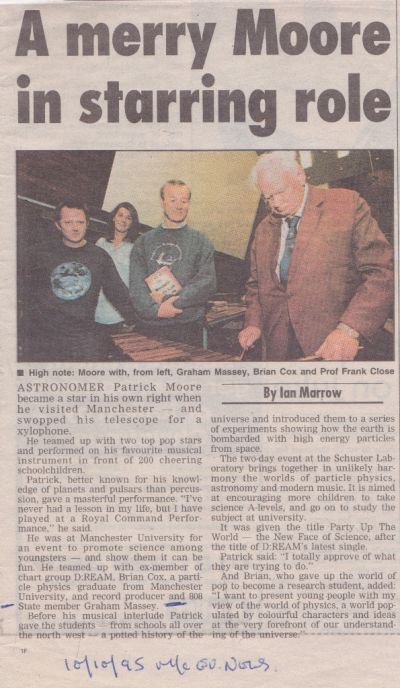 A merry Moore
in starring role
■ High note: Moore with, from left, Graham Massey, Brian Cox and Prof Frank Close
ASTRONOMER Patrick Moore
became a star in his own right when
he visited Manchester — and
swopped his telescope for a
xylophone.
He teamed up with two top pop stars
and performed on his favourite musical
instrument in front of 200 cheering
schoolchildren.
Patrick, better known for his knowl-
edge of planets and pulsars than percus-
sion, gave a masterful performance. "I've
never had a lesson in my life, but I have
played at a Royal Command Perfor-
mance," he said.
He was at Manchester University for
an event to promote science among
youngsters — and show them it can be
fun. He teamed up with ex-member of
chart group D:REAM, Brian Cox, a par-
ticle physics graduate from Manchester
University, and record producer and 808
State member Graham Massey.
Before his musical interlude Patrick
gave the students — from schools all over
the north west — a potted history of the
By Ian Marrow
universe and introduced them to a series
of experiments showing how the earth is
bombarded with high energy particles
from space.
The two-day event at the Schuster Lab-
oratory brings together in unlikely har-
mony the worlds of particle physics,
astronomy and modern music. It is aimed
at encouraging more children to take
science A-levels, and go on to study the
subject at university.
It was given the title Party Up The
World — the New Face of Science, after
the title of D:REAM's latest single.
Patrick said: "I totally approve of what
they are trying to do."
And Brian, who gave up the world of
pop to become a research student, added:
"I want to present young people with my
view of the world of physics, a world pop-
ulated by colourful characters and ideas
at the very forefront of understand-
ing of the universe."
10/10/95 M/c EV. News.